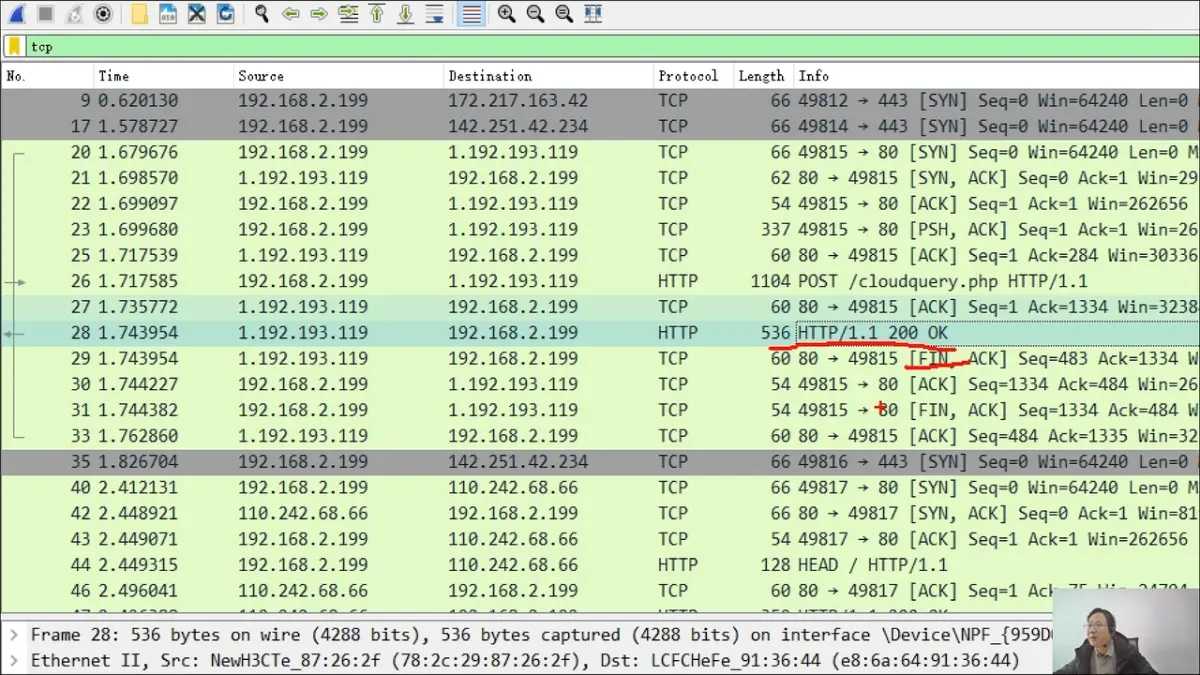 tcp
No. Time Source Destination Protocol Length Info
9 0.620130 192.168.2.199 172.217.163.42 TCP 66 49812 → 443 [SYN] Seq=0 Win=64240 Len=0
17 1.578727 192.168.2.199 142.251.42.234 TCP 66 49814 → 443 [SYN] Seq=0 Win=64240 Len=0
20 1.679676 192.168.2.199 1.192.193.119 TCP 66 49815 → 80 [SYN] Seq=0 Win=64240 Len=0 M
21 1.698570 1.192.193.119 192.168.2.199 TCP 62 80 → 49815 [SYN, ACK] Seq=0 Ack=1 Win=29
22 1.699097 192.168.2.199 1.192.193.119 TCP 54 49815 → 80 [ACK] Seq=1 Ack=1 Win=262656
23 1.699680 192.168.2.199 1.192.193.119 TCP 337 49815 → 80 [PSH, ACK] Seq=1 Ack=1 Win=26
25 1.717539 1.192.193.119 192.168.2.199 TCP 60 80 → 49815 [ACK] Seq=1 Ack=284 Win=30336
26 1.717585 192.168.2.199 1.192.193.119 HTTP 1104 POST /cloudquery.php HTTP/1.1
27 1.735772 1.192.193.119 192.168.2.199 TCP 60 80 → 49815 [ACK] Seq=1 Ack=1334 Win=3238
28 1.743954 1.192.193.119 192.168.2.199 HTTP 536 HTTP/1.1 200 OK
29 1.743954 1.192.193.119 192.168.2.199 TCP 60 80 → 49815 [FIN, ACK] Seq=483 Ack=1334 W
30 1.744227 192.168.2.199 1.192.193.119 TCP 54 49815 → 80 [ACK] Seq=1334 Ack=484 Win=26
31 1.744382 192.168.2.199 1.192.193.119 TCP 54 49815 → 80 [FIN, ACK] Seq=1334 Ack=484 W
33 1.762860 1.192.193.119 192.168.2.199 TCP 60 80 → 49815 [ACK] Seq=484 Ack=1335 Win=32
35 1.826704 192.168.2.199 142.251.42.234 TCP 66 49816 → 443 [SYN] Seq=0 Win=64240 Len=0
40 2.412131 192.168.2.199 110.242.68.66 TCP 66 49817 → 80 [SYN] Seq=0 Win=64240 Len=0 M
42 2.448921 110.242.68.66 192.168.2.199 TCP 66 80 → 49817 [SYN, ACK] Seq=0 Ack=1 Win=81
43 2.449071 192.168.2.199 110.242.68.66 TCP 54 49817 → 80 [ACK] Seq=1 Ack=1 Win=262656
44 2.449315 192.168.2.199 110.242.68.66 HTTP 128 HEAD / HTTP/1.1
46 2.496041 110.242.68.66 192.168.2.199 TCP 60 80 → 49817 [ACK]
Frame 28: 536 bytes on wire (4288 bits), 536 bytes captured (4288 bits) on interface \Device\NPF_{959D
Ethernet II, Src: NewH3CTe_87:26:2f (78:2c:29:87:26:2f), Dst: LCFCHeFe_91:36:44 (e8:6a:64:91:36:44)